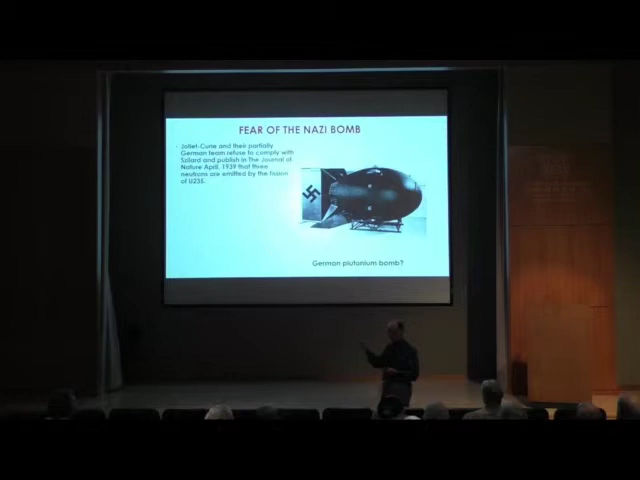 FEAR OF THE NAZI BOMB
Joliet-Curie and their partially
German team refuse to comply with
Szilard and publish in The Journal of
Nature April, 1939 that three
neutrons are emitted by the fission
of U235.
German plutonium bomb?